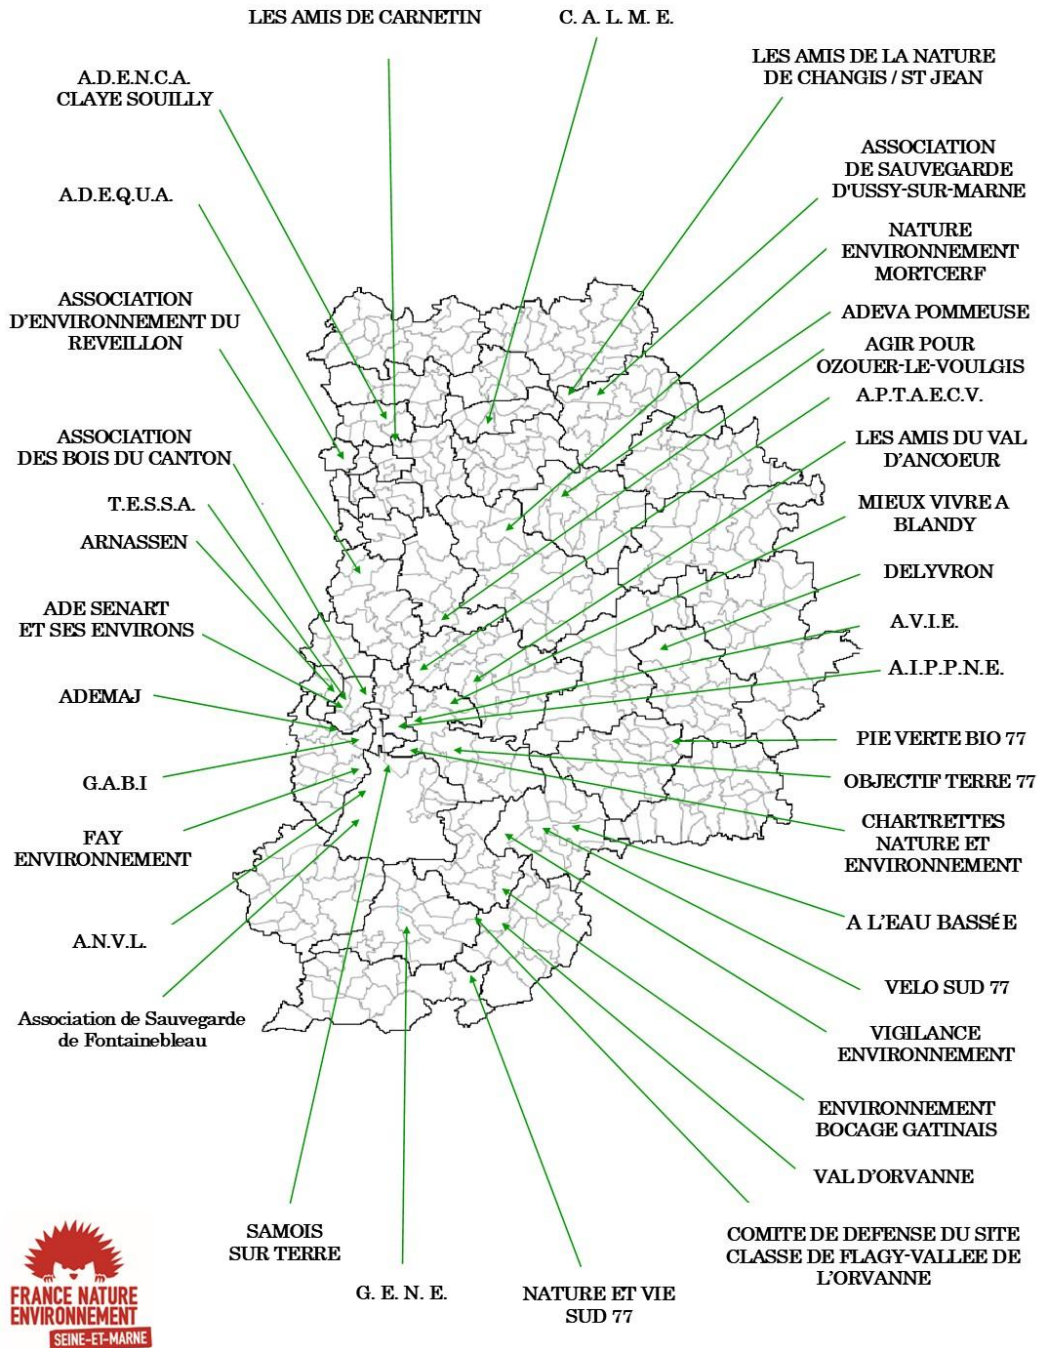 LES AMIS DE CARNETIN
C. A. L. M. E.
LES AMIS DE LA NATURE
DE CHANGIS / ST JEAN
A.D.E.N.C.A.
CLAYE SOUILLY
ASSOCIATION
DE SAUVEGARDE
D'USSY-SUR-MARNE
A.D.E.Q.U.A.
NATURE
ENVIRONNEMENT
MORTCERF
ASSOCIATION
D'ENVIRONNEMENT DU
REVEILLON
ADEVA POMMEUSE
AGIR POUR
OZOUER-LE-VOULGIS
A.P.T.A.E.C.V.
ASSOCIATION
DES BOIS DU CANTON
LES AMIS DU VAL
D'ANCOEUR
T.E.S.S.A.
MIEUX VIVRE A
BLANDY
ARNASSEN
DELYVRON
ADE SENART
ET SES ENVIRONS
A.V.I.E.
A.I.P.P.N.E.
ADEMAJ
PIE VERTE BIO 77
G.A.B.I
OBJECTIF TERRE 77
FAY
ENVIRONNEMENT
CHARTRETTES
NATURE ET
ENVIRONNEMENT
A.N.V.L.
A L'EAU BASSÉE
VELO SUD 77
Association de Sauvegarde
de Fontainebleau
VIGILANCE
ENVIRONNEMENT
ENVIRONNEMENT
BOCAGE GATINAIS
VAL D'ORVANNE
SAMOIS
SUR TERRE
COMITE DE DEFENSE DU SITE
CLASSE DE FLAGY-VALLEE DE
L'ORVANNE
G. E. N. E.
NATURE ET VIE
SUD 77
FRANCE NATURE
ENVIRONNEMENT
SEINE-ET-MARNE